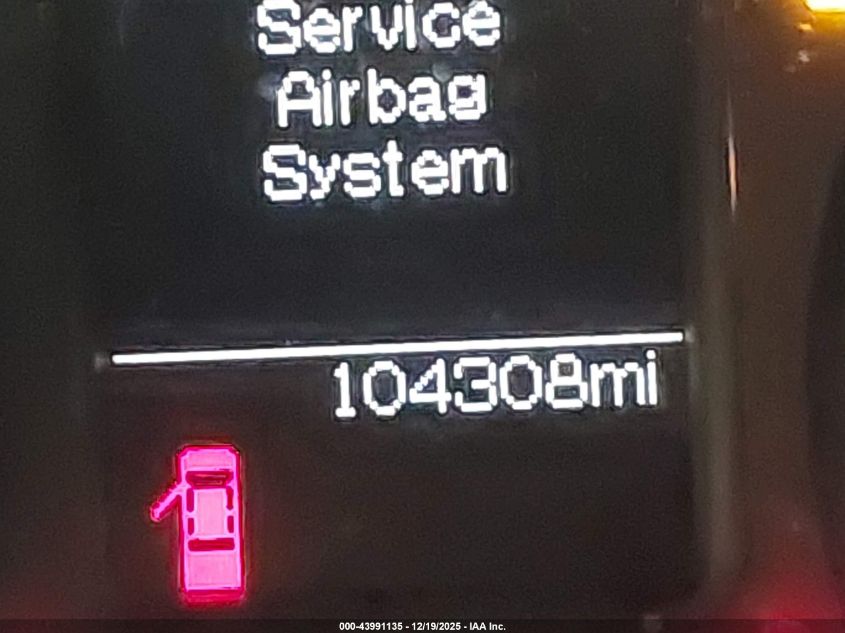 Service
Airbag
System
104308mi
000-43991135 - 12/19/2025 - IAA Inc.